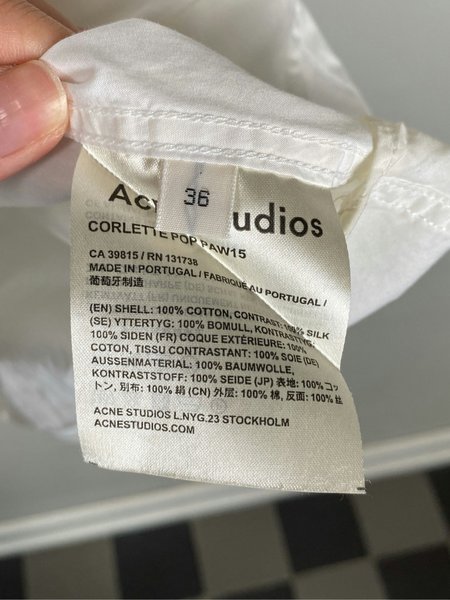 Ac udios
36
CORLETTE POP PAW15
CA 39815 / RN 131738
MADE IN PORTUGAL / FABRIQUÉ AU PORTUGAL /
葡萄牙制造
(EN) SHELL: 100% COTTON, CONTRAST: 100% SILK
(SE) YTTERTYG: 100% BOMULL, KONTRASTTYG:
100% SIDEN (FR) COQUE EXTÉRIEURE: 100%
COTON, TISSU CONTRASTANT: 100% SOIE (DE)
AUSSENMATERIAL: 100% BAUMWOLLE,
KONTRASTSTOFF: 100% SEIDE (JP) 表地: 100%コッ
トン, 別布: 100% 絹 (CN) 外层: 100% 棉, 反面: 100% 丝
ACNE STUDIOS L.NYG.23 STOCKHOLM
ACNESTUDIOS.COM